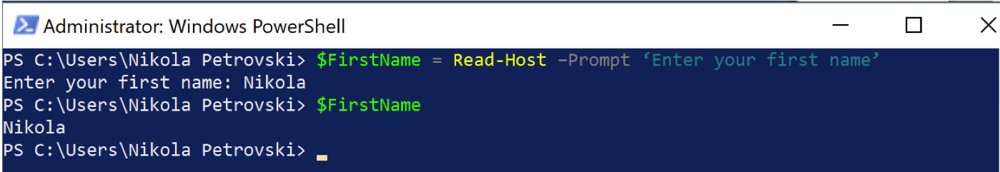 Administrator: Windows PowerShell
PS C:\Users\Nikola Petrovski> $FirstName = Read-Host –Prompt ‘Enter your first name’
Enter your first name: Nikola
PS C:\Users\Nikola Petrovski> $FirstName
Nikola
PS C:\Users\Nikola Petrovski>